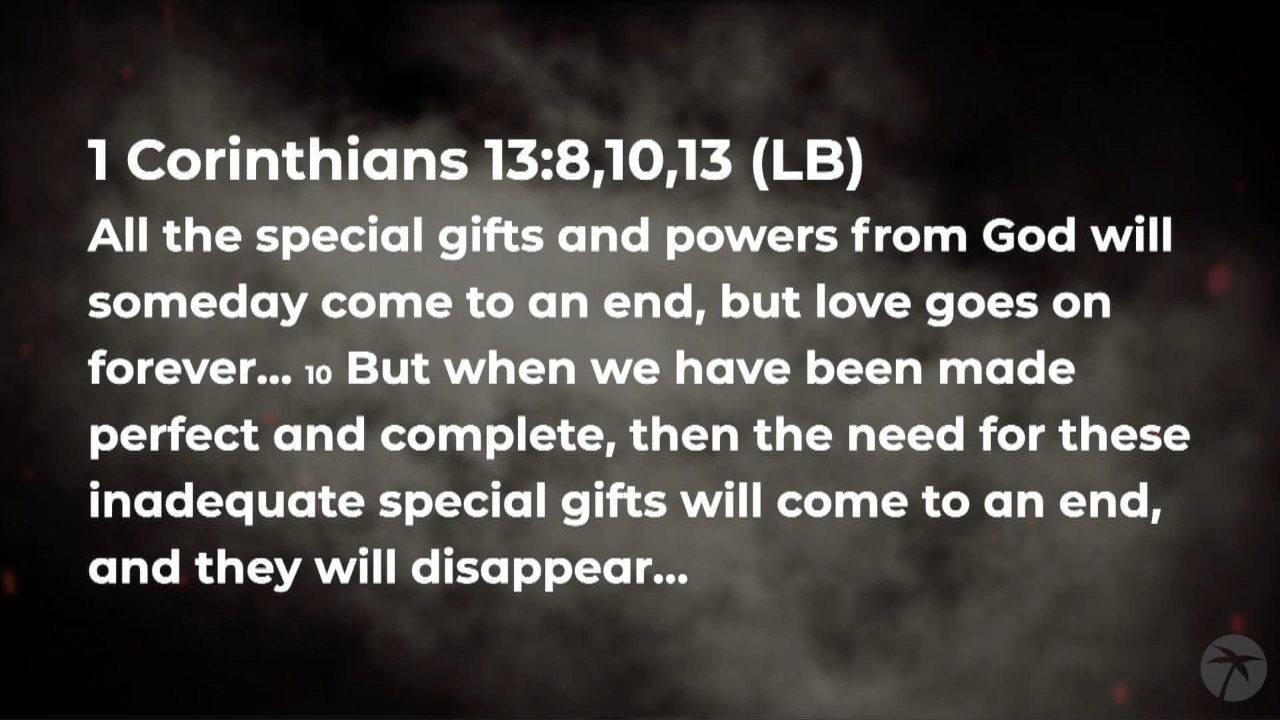 1 Corinthians 13:8,10,13 (LB)
All the special gifts and powers from God will
someday come to an end, but love goes on
forever... 10 But when we have been made
perfect and complete, then the need for these
inadequate special gifts will come to an end,
and they will disappear...